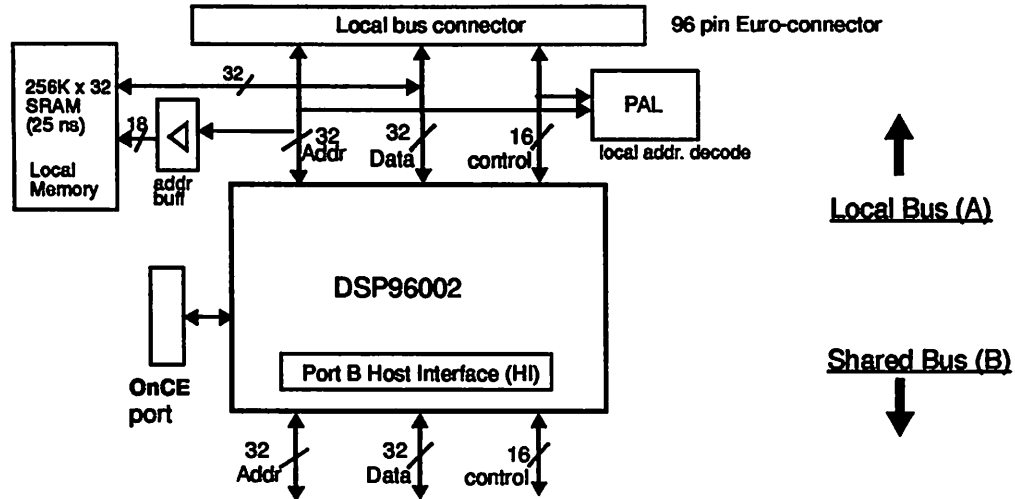 Local bus connector
96 pin Euro-connector
256K x 32
SRAM
(25 ns)
Local
Memory
32
18
addr
buff
32
Addr
32
Data
16
control
PAL
local addr. decode
Local Bus (A)
DSP96002
Port B Host Interface (HI)
OnCE
port
Shared Bus (B)
32
Addr
32
Data
16
control